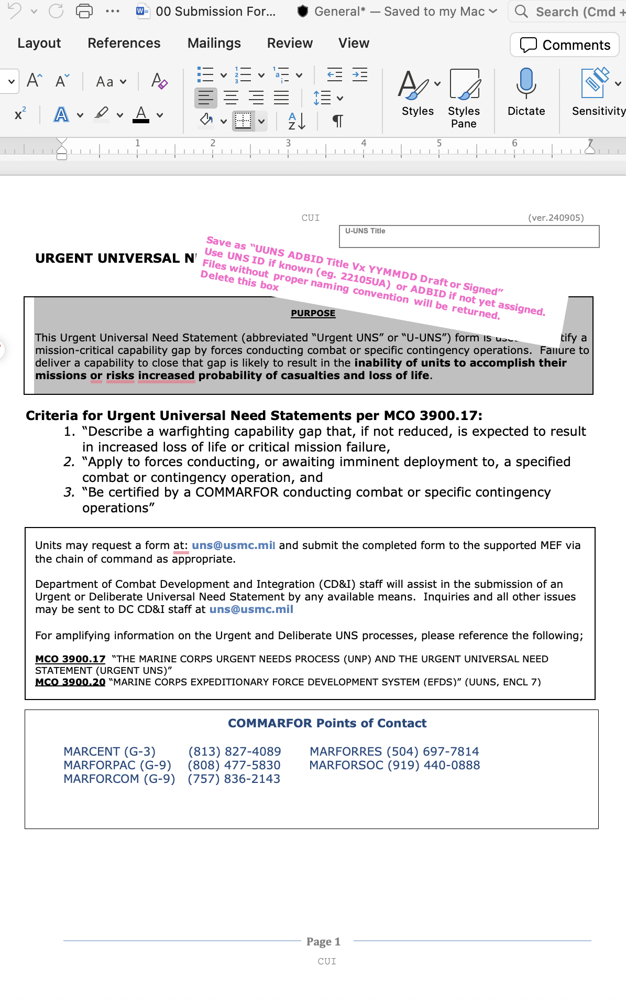 00 Submission For... General* — Saved to my Mac Search (Cmd +
Layout References Mailings Review View Comments
A A Aa A
x2 A A
Styles Styles Pane Dictate Sensitivity
1 2 3 4 5 6 7
CUI (ver.240905)
U-UNS Title
Save as “UUNS ADBID Title Vx YYMMDD Draft or Signed”
Use UNS ID if known (eg. 22105UA) or ADBID if not yet assigned.
Files without proper naming convention will be returned.
Delete this box
URGENT UNIVERSAL
PURPOSE
This Urgent Universal Need Statement (abbreviated “Urgent UNS” or “U-UNS”) form is
mission-critical capability gap by forces conducting combat or specific contingency operations. Failure to
deliver a capability to close that gap is likely to result in the inability of units to accomplish their
missions or risks increased probability of casualties and loss of life.
Criteria for Urgent Universal Need Statements per MCO 3900.17:
1. “Describe a warfighting capability gap that, if not reduced, is expected to result
in increased loss of life or critical mission failure,
2. “Apply to forces conducting, or awaiting imminent deployment to, a specified
combat or contingency operation, and
3. “Be certified by a COMMARFOR conducting combat or specific contingency
operations”
Units may request a form at: uns@usmc.mil and submit the completed form to the supported MEF via
the chain of command as appropriate.
Department of Combat Development and Integration (CD&I) staff will assist in the submission of an
Urgent or Deliberate Universal Need Statement by any available means. Inquiries and all other issues
may be sent to DC CD&I staff at uns@usmc.mil
For amplifying information on the Urgent and Deliberate UNS processes, please reference the following;
MCO 3900.17 “THE MARINE CORPS URGENT NEEDS PROCESS (UNP) AND THE URGENT UNIVERSAL NEED
STATEMENT (URGENT UNS)”
MCO 3900.20 “MARINE CORPS EXPEDITIONARY FORCE DEVELOPMENT SYSTEM (EFDS)” (UUNS, ENCL 7)
COMMARFOR Points of Contact
MARCENT (G-3) (813) 827-4089 MARFORRES (504) 697-7814
MARFORPAC (G-9) (808) 477-5830 MARFORSOC (919) 440-0888
MARFORCOM (G-9) (757) 836-2143
Page 1
CUI